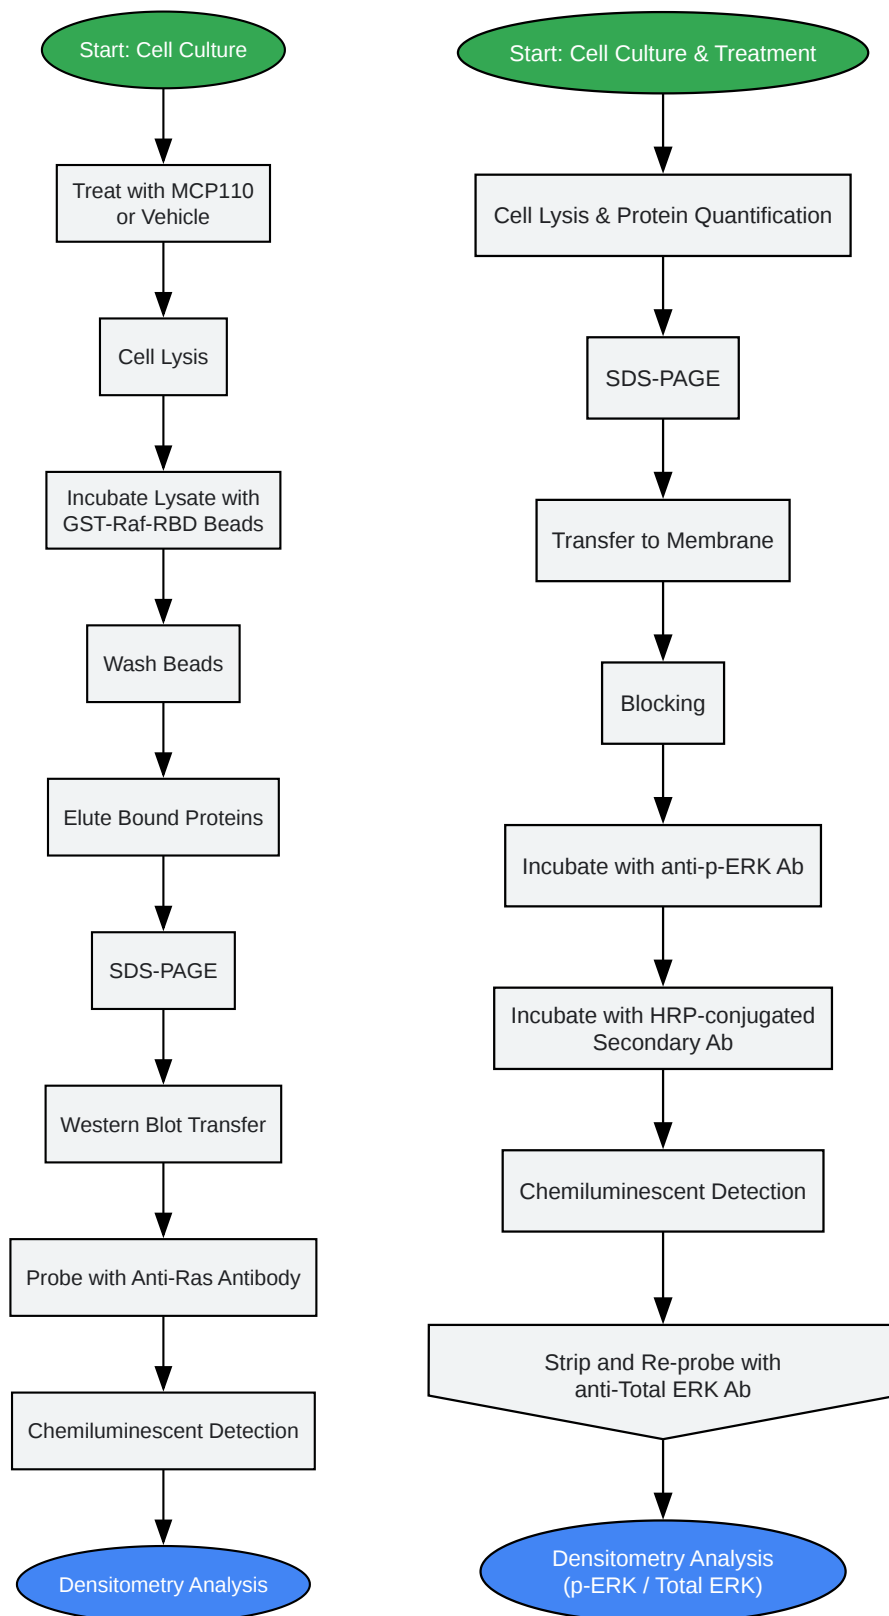 Start: Cell Culture
Treat with MCP110
or Vehicle
Cell Lysis
Incubate Lysate with
GST-Raf-RBD Beads
Wash Beads
Elute Bound Proteins
SDS-PAGE
Western Blot Transfer
Probe with Anti-Ras Antibody
Chemiluminescent Detection
Densitometry Analysis
Start: Cell Culture & Treatment
Cell Lysis & Protein Quantification
SDS-PAGE
Transfer to Membrane
Blocking
Incubate with anti-p-ERK Ab
Incubate with HRP-conjugated
Secondary Ab
Chemiluminescent Detection
Strip and Re-probe with
anti-Total ERK Ab
Densitometry Analysis
(p-ERK / Total ERK)